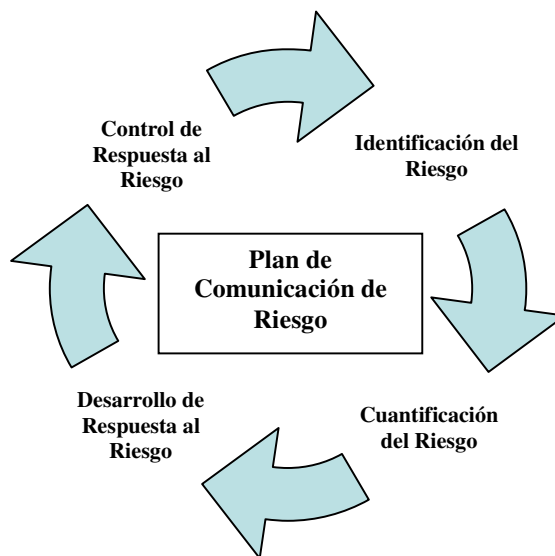 Control de
Respuesta al
Riesgo
Identificación del
Riesgo
Plan de
Comunicación de
Riesgo
Desarrollo de
Respuesta al
Riesgo
Cuantificación
del Riesgo